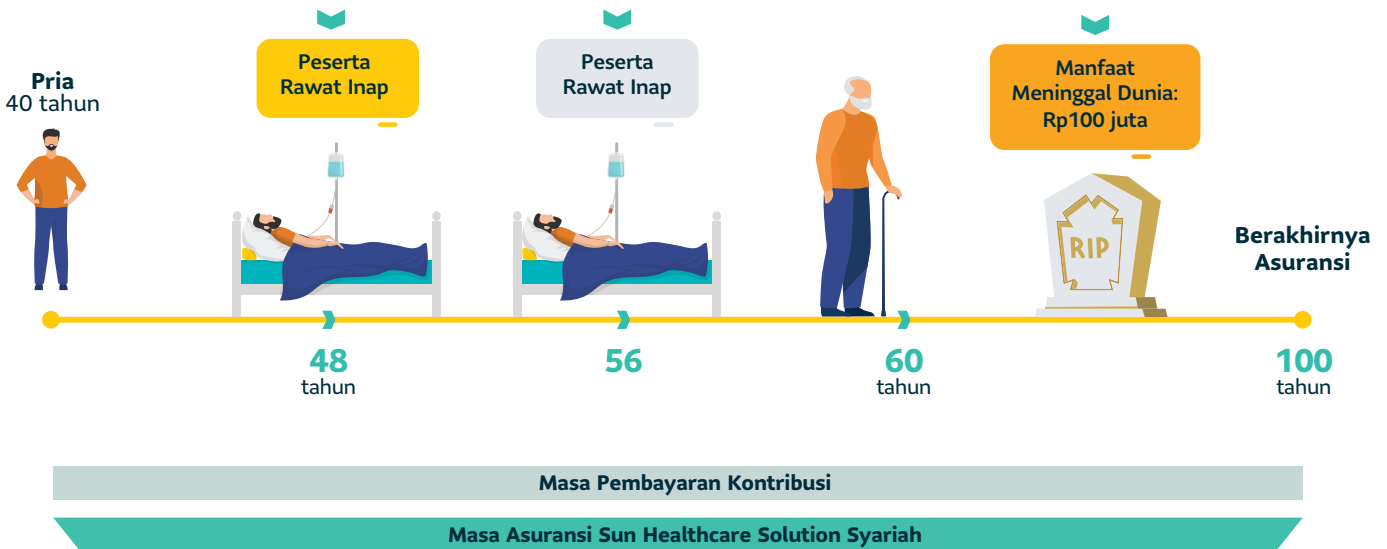 Pria
40 tahun
Peserta
Rawat Inap
Peserta
Rawat Inap
Manfaat
Meninggal Dunia:
Rp100 juta
RIP
Berakhirnya
Asuransi
48
tahun
56
60
tahun
100
tahun
Masa Pembayaran Kontribusi
Masa Asuransi Sun Healthcare Solution Syariah